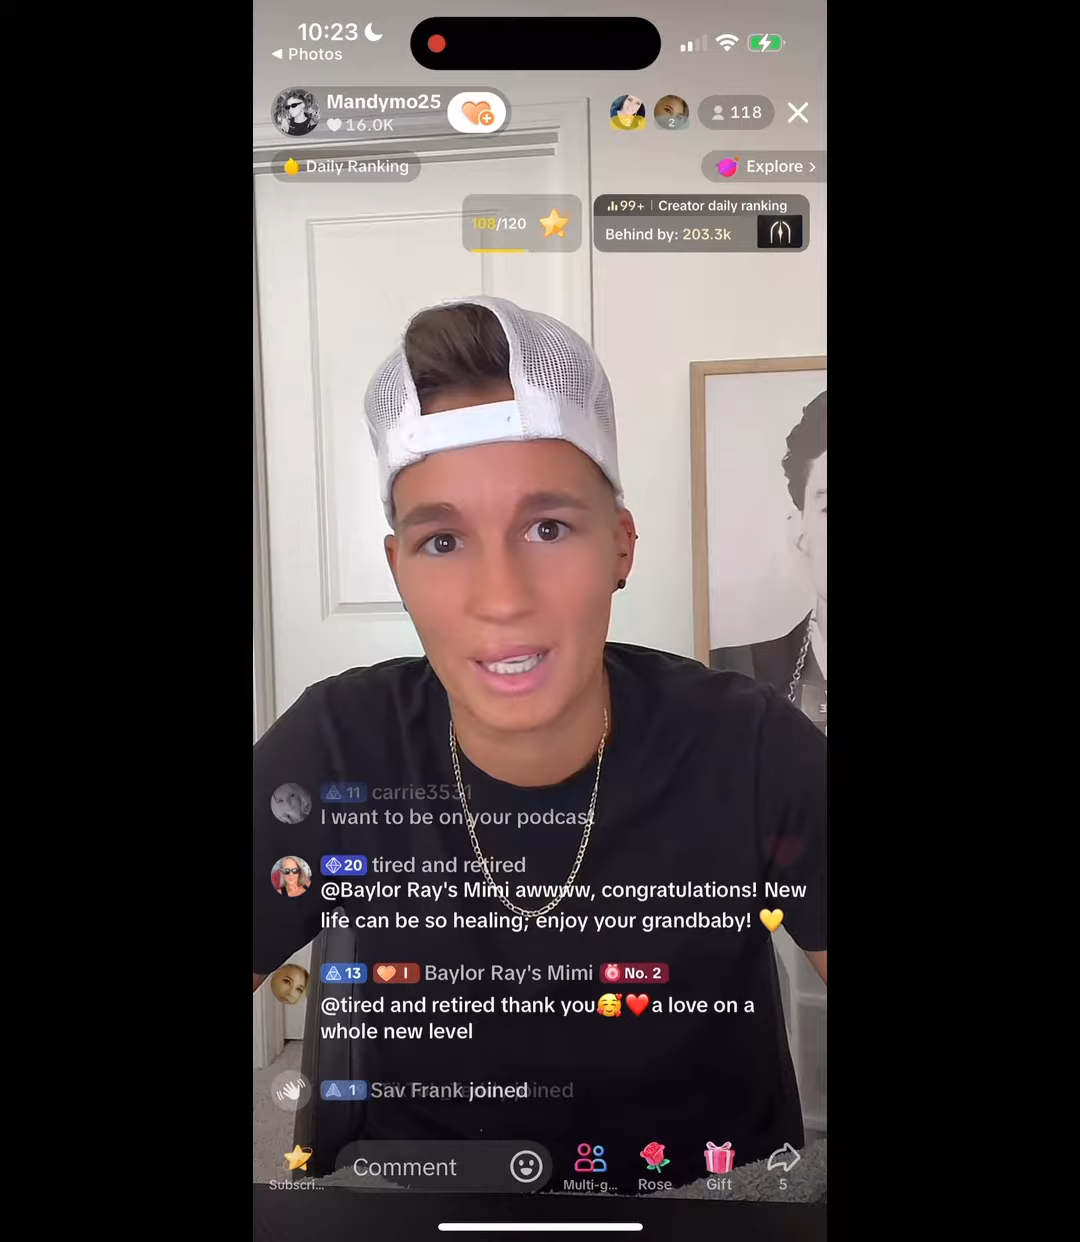 10:23
◀ Photos
Mandymo25
16.0K
2
2
118
Daily Ranking
Explore ›
108/120
99+ | Creator daily ranking
Behind by: 203.3k
11 carrie3531
I want to be on your podcast
20 tired and retired
@Baylor Ray's Mimi awwww, congratulations! New
life can be so healing; enjoy your grandbaby! 💛
13 I Baylor Ray's Mimi No. 2
@tired and retired thank you🥰❤️a love on a
whole new level
1 Sav Frank joined
joined
Comment
Subscri...
Multi-g...
Rose
Gift
5